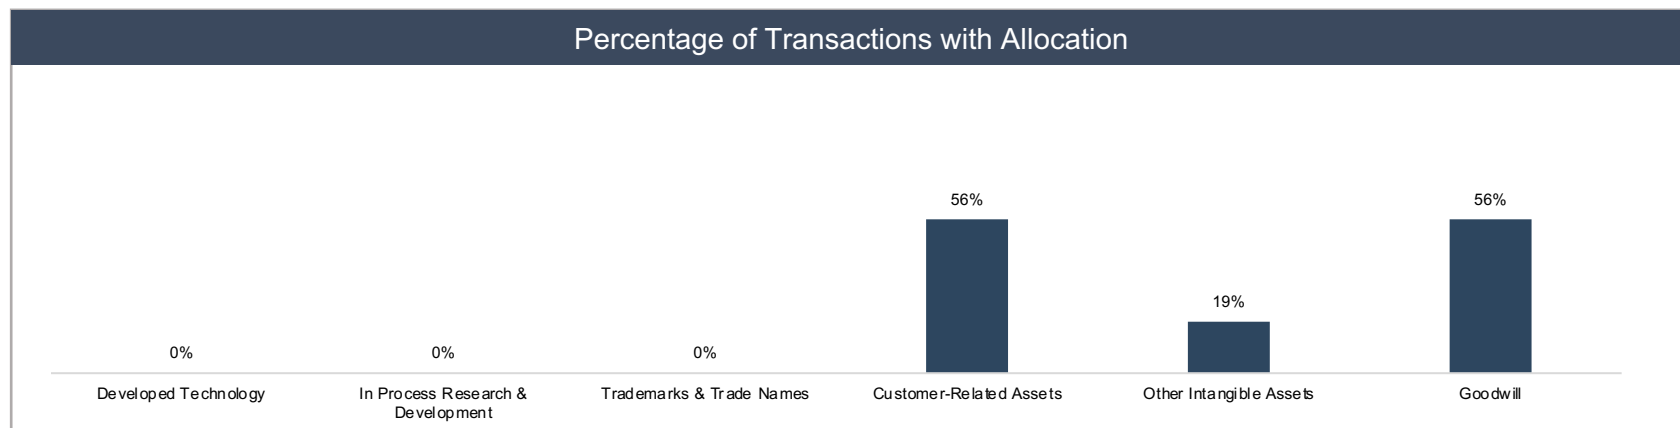 Percentage of Transactions with Allocation
56%
56%
19%
0%
0%
0%
Developed Technology
In Process Research &
Development
Trademarks & Trade Names
Customer-Related Assets
Other Intangible Assets
Goodwill